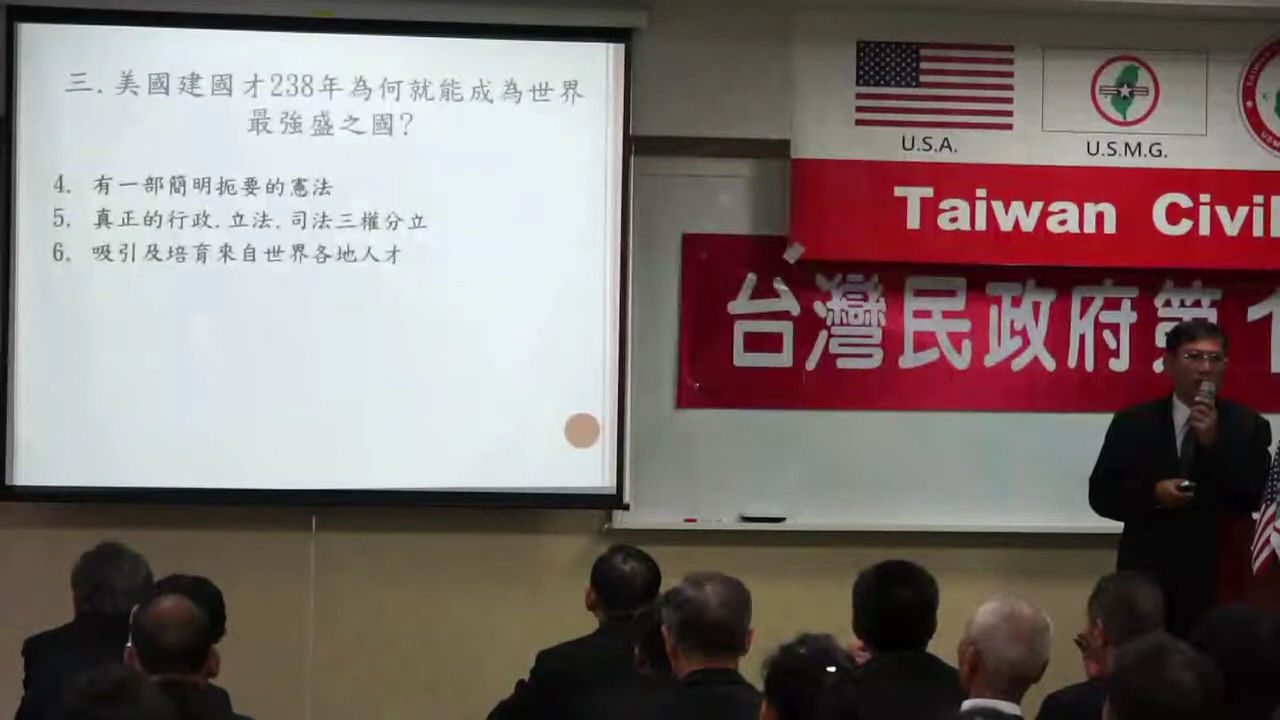 三.美國建國才238年為何就能成為世界
最強盛之國?
4. 有一部簡明扼要的憲法
5. 真正的行政.立法.司法三權分立
6. 吸引及培育來自世界各地人才
U.S.A.
U.S.M.G.
Taiwan Civil
台灣民政府第